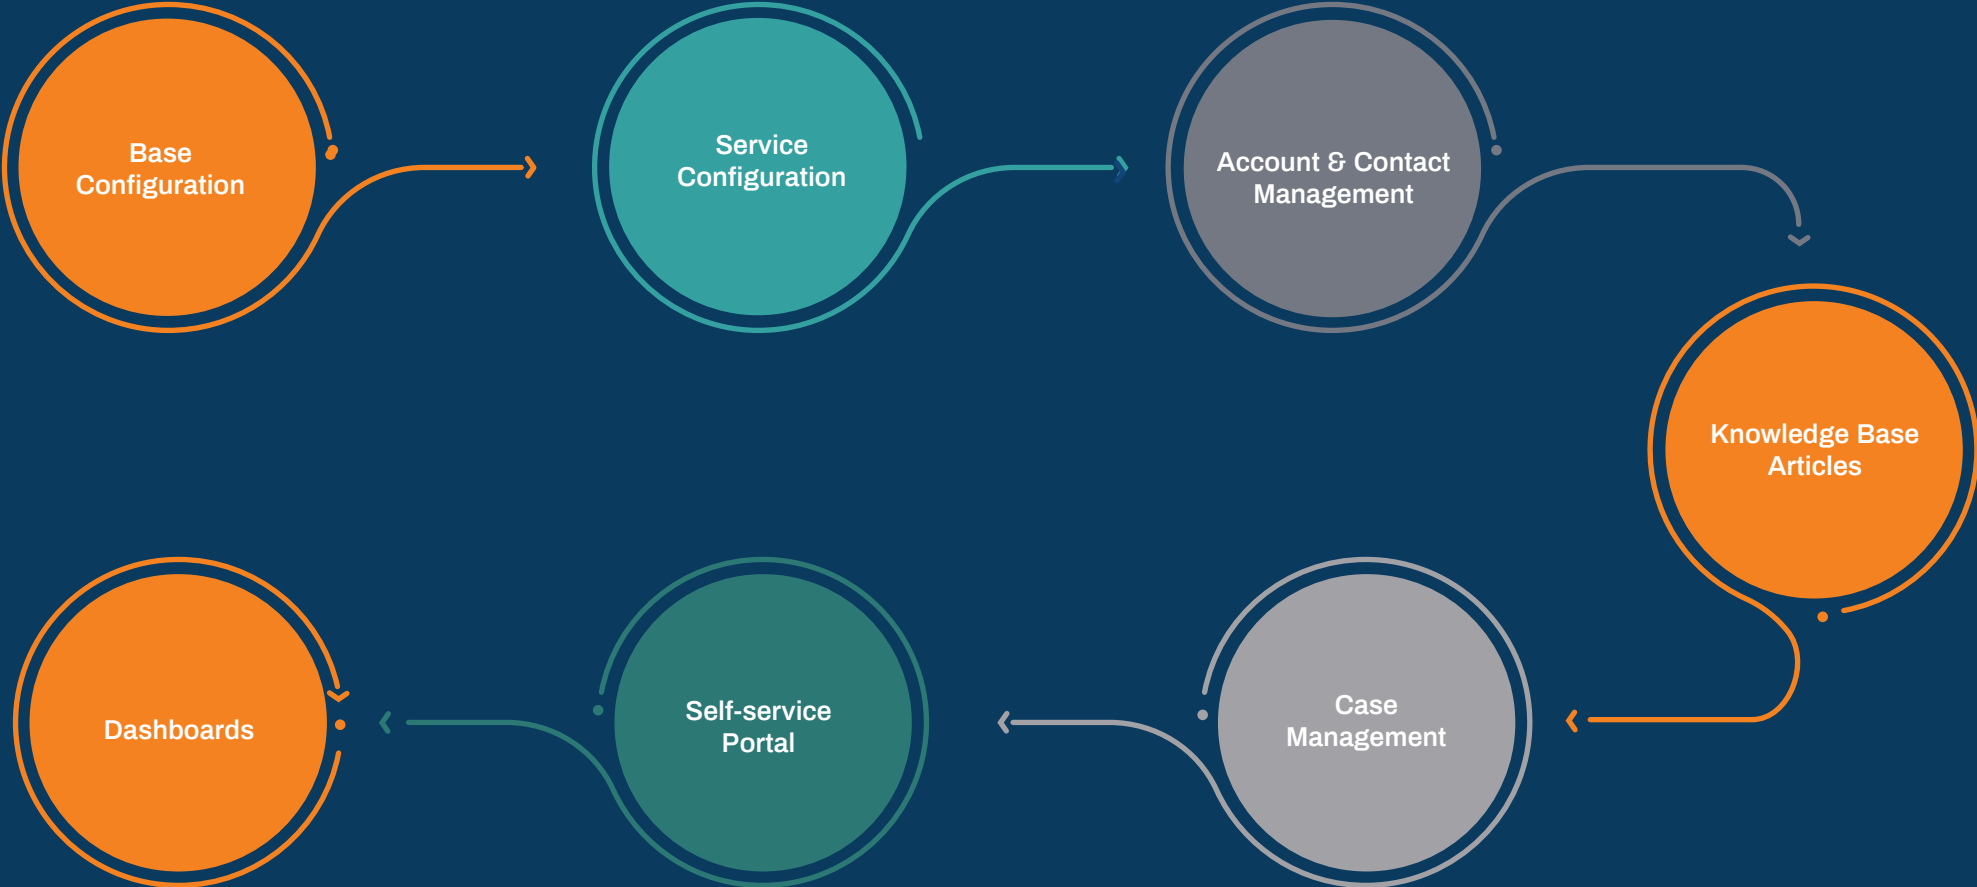 Base
Configuration
Service
Configuration
Account & Contact
Management
Knowledge Base
Articles
Case
Management
Self-service
Portal
Dashboards